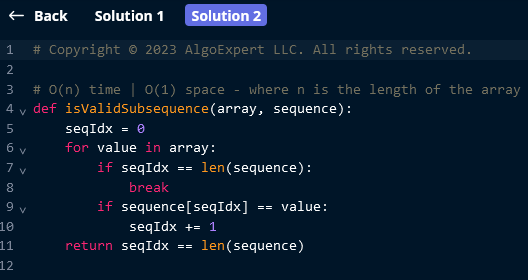 ← Back Solution 1 Solution 2
1 # Copyright © 2023 AlgoExpert LLC. All rights reserved.
2
3 # O(n) time | O(1) space - where n is the length of the array
4 def isValidSubsequence(array, sequence):
5     seqIdx = 0
6     for value in array:
7         if seqIdx == len(sequence):
8             break
9         if sequence[seqIdx] == value:
10             seqIdx += 1
11     return seqIdx == len(sequence)
12